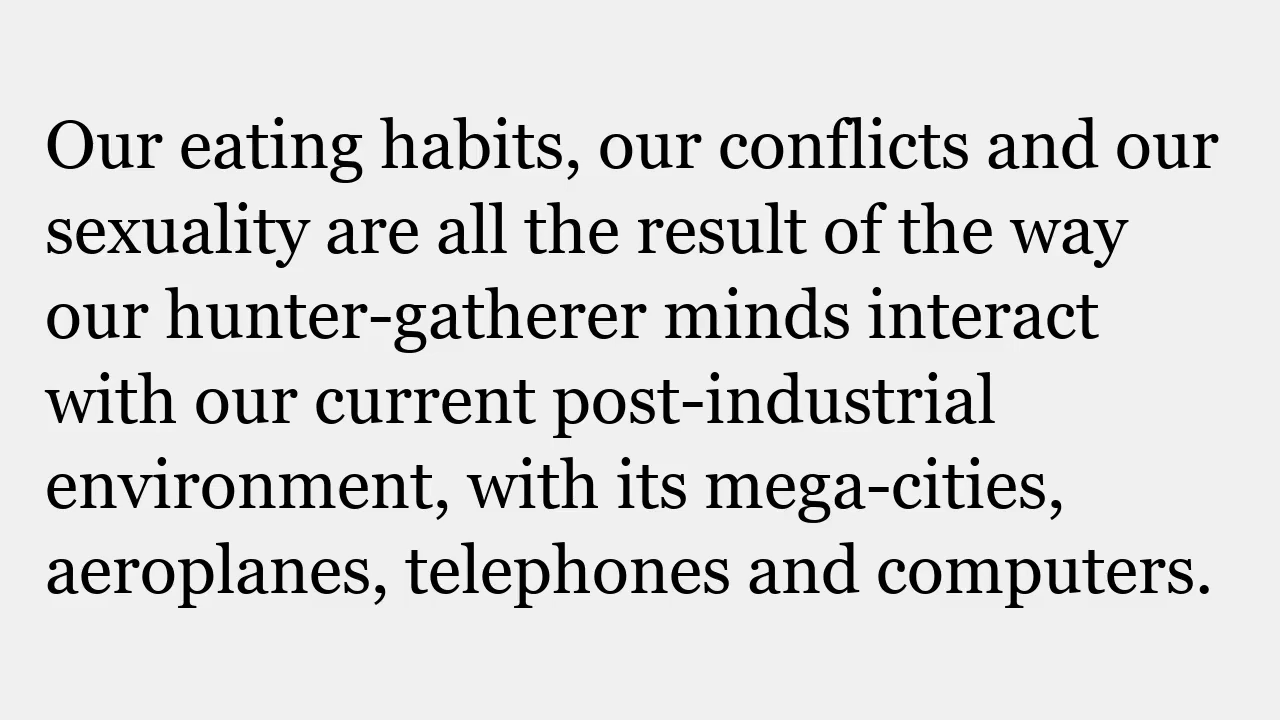 Our eating habits, our conflicts and our
sexuality are all the result of the way
our hunter-gatherer minds interact
with our current post-industrial
environment, with its mega-cities,
aeroplanes, telephones and computers.